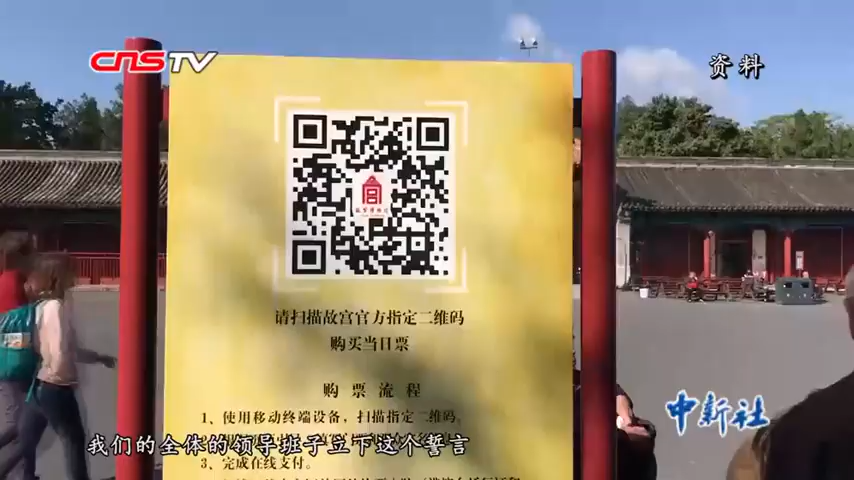 CNSTV
资料
请扫描故宫官方指定二维码
购买当日票
购 票 流 程
1、使用移动终端设备，扫描指定二维码。
我们的全体的领导班子立下这个誓言
3、完成在线支付。
中新社